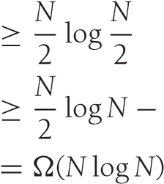 ≥ N/2 log N/2
≥ N/2 log N −
= Ω(N log N)